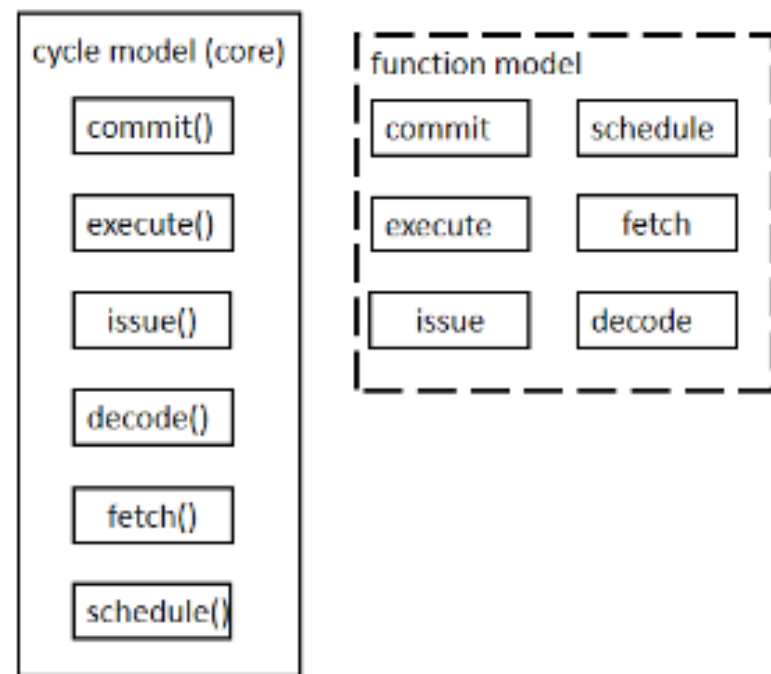 cycle model (core)
commit()
execute()
issue()
decode()
fetch()
schedule()
function model
commit
schedule
execute
fetch
issue
decode